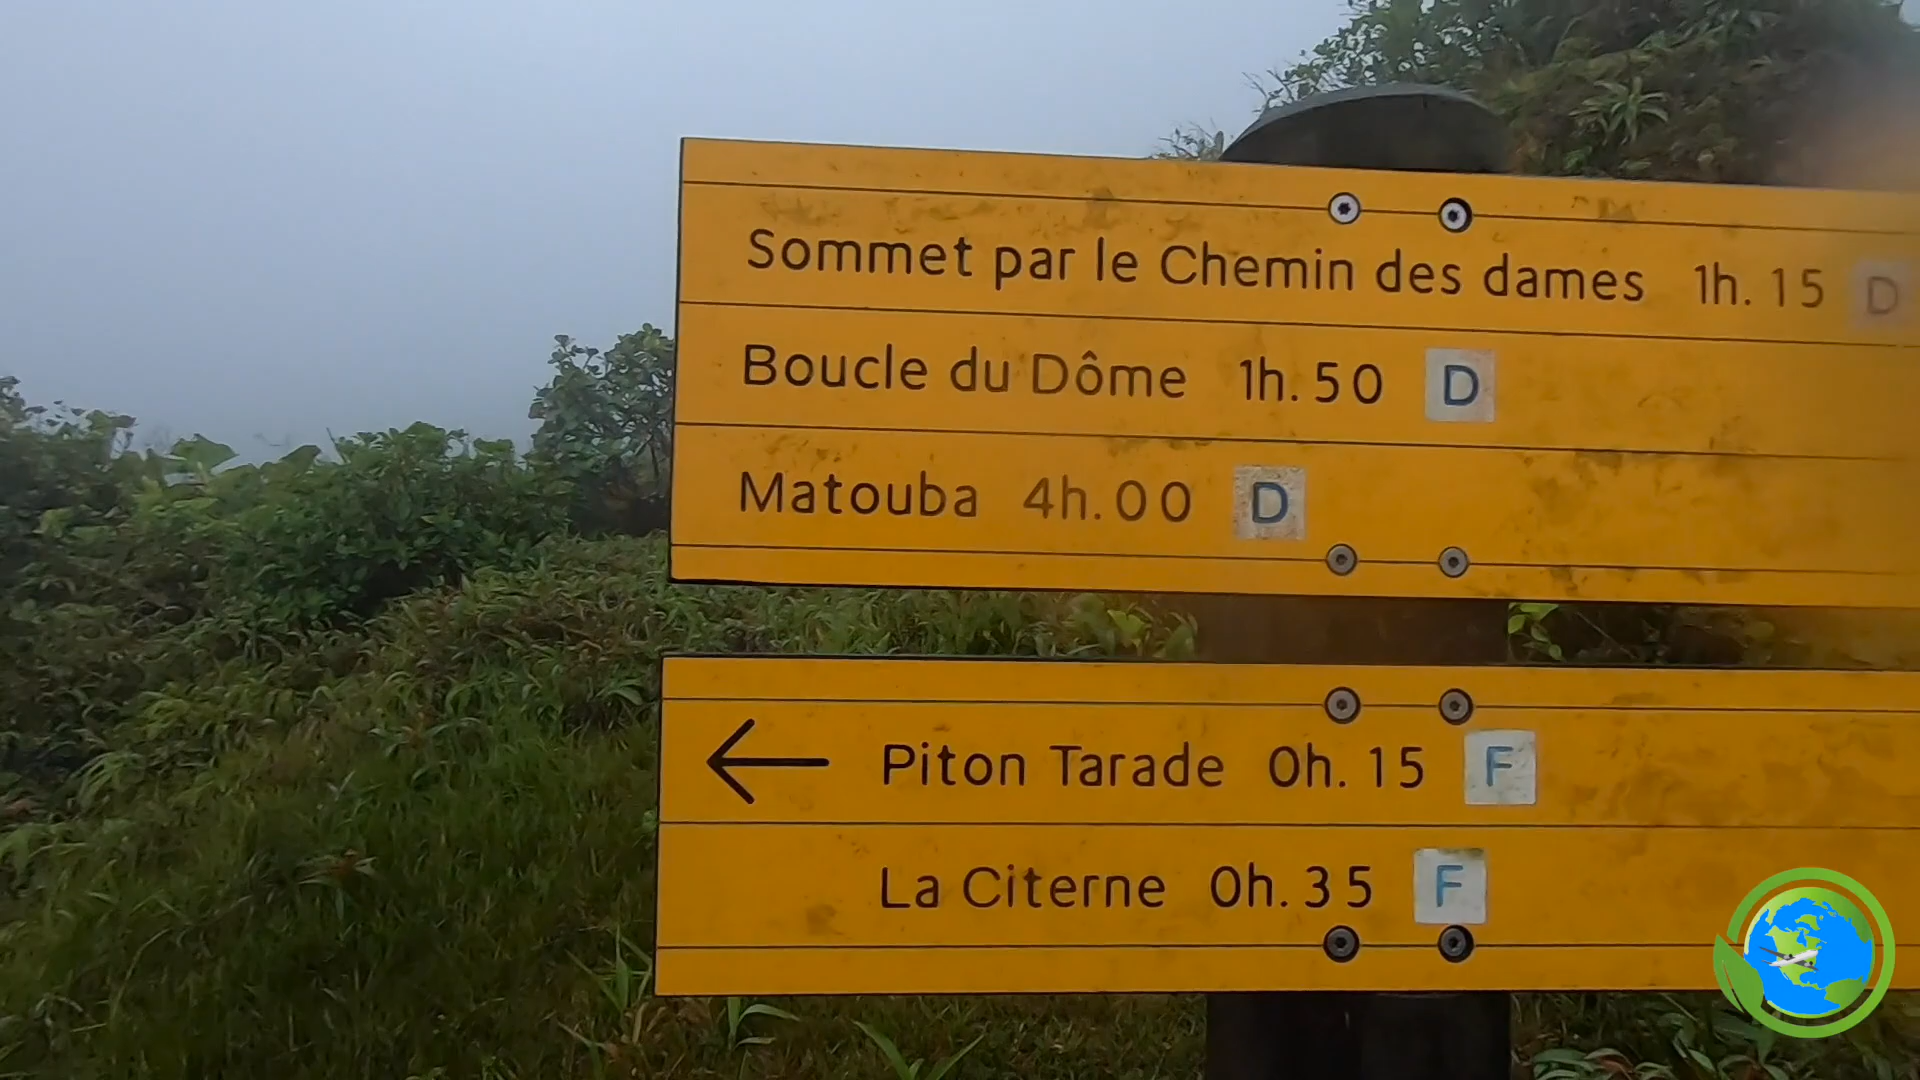 Sommet par le Chemin des dames 1h. 15 D
Boucle du Dôme 1h. 50 D
Matouba 4h. 00 D
← Piton Tarade 0h. 15 F
La Citerne 0h. 35 F